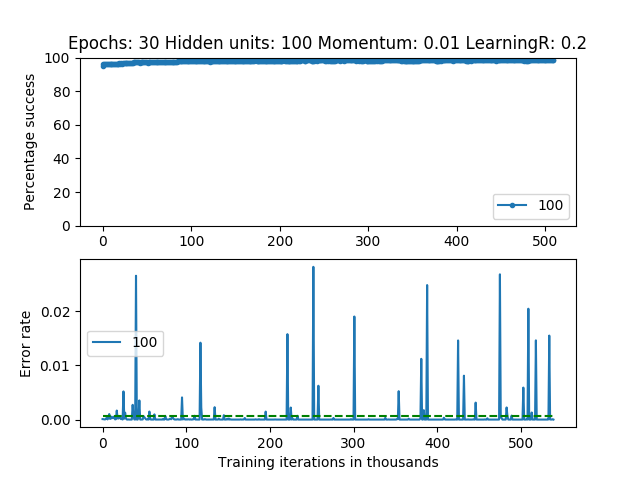 Epochs: 30 Hidden units: 100 Momentum: 0.01 LearningR: 0.2
100
80
60
40
20
0
Percentage success
100
0 100 200 300 400 500
0.02
0.01
0.00
Error rate
100
0 100 200 300 400 500
Training iterations in thousands